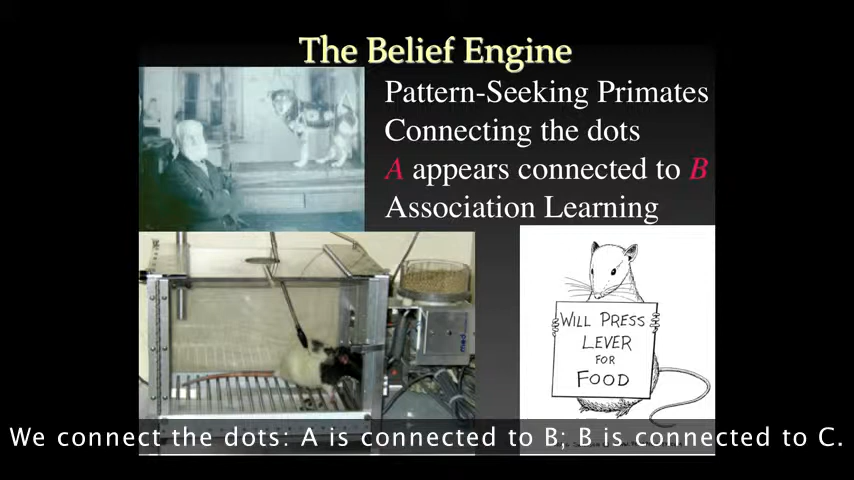 The Belief Engine
Pattern-Seeking Primates
Connecting the dots
A appears connected to B
Association Learning
WILL PRESS
LEVER
FOR
FOOD
We connect the dots: A is connected to B; B is connected to C.